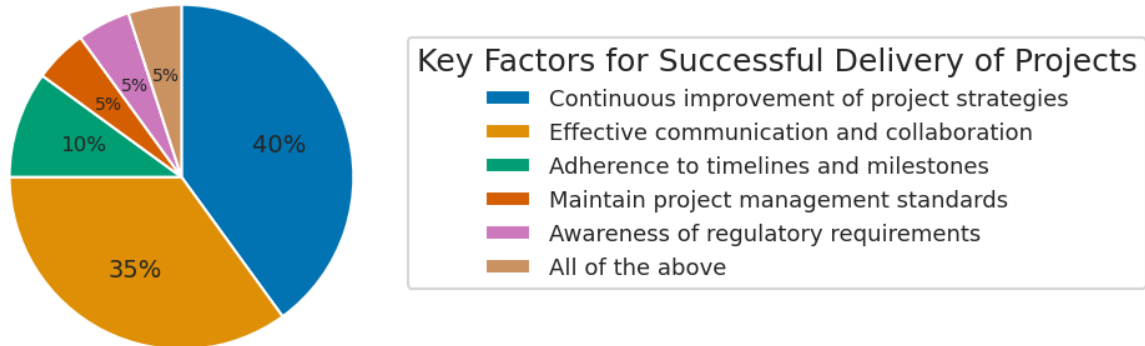 5%
5%
5%
10%
40%
35%
Key Factors for Successful Delivery of Projects
Continuous improvement of project strategies
Effective communication and collaboration
Adherence to timelines and milestones
Maintain project management standards
Awareness of regulatory requirements
All of the above